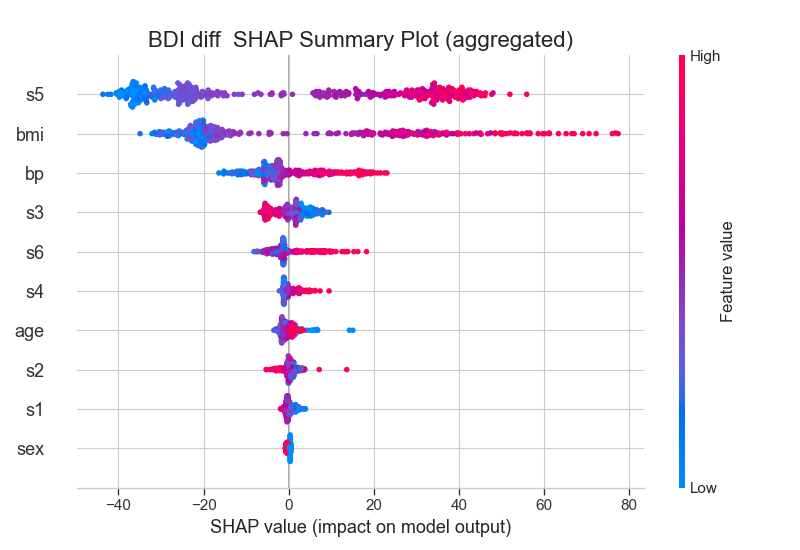 BDI diff  SHAP Summary Plot (aggregated)
High
s5
bmi
bp
s3
s6
s4
age
s2
s1
sex
Feature value
Low
−40
−20
0
20
40
60
80
SHAP value (impact on model output)